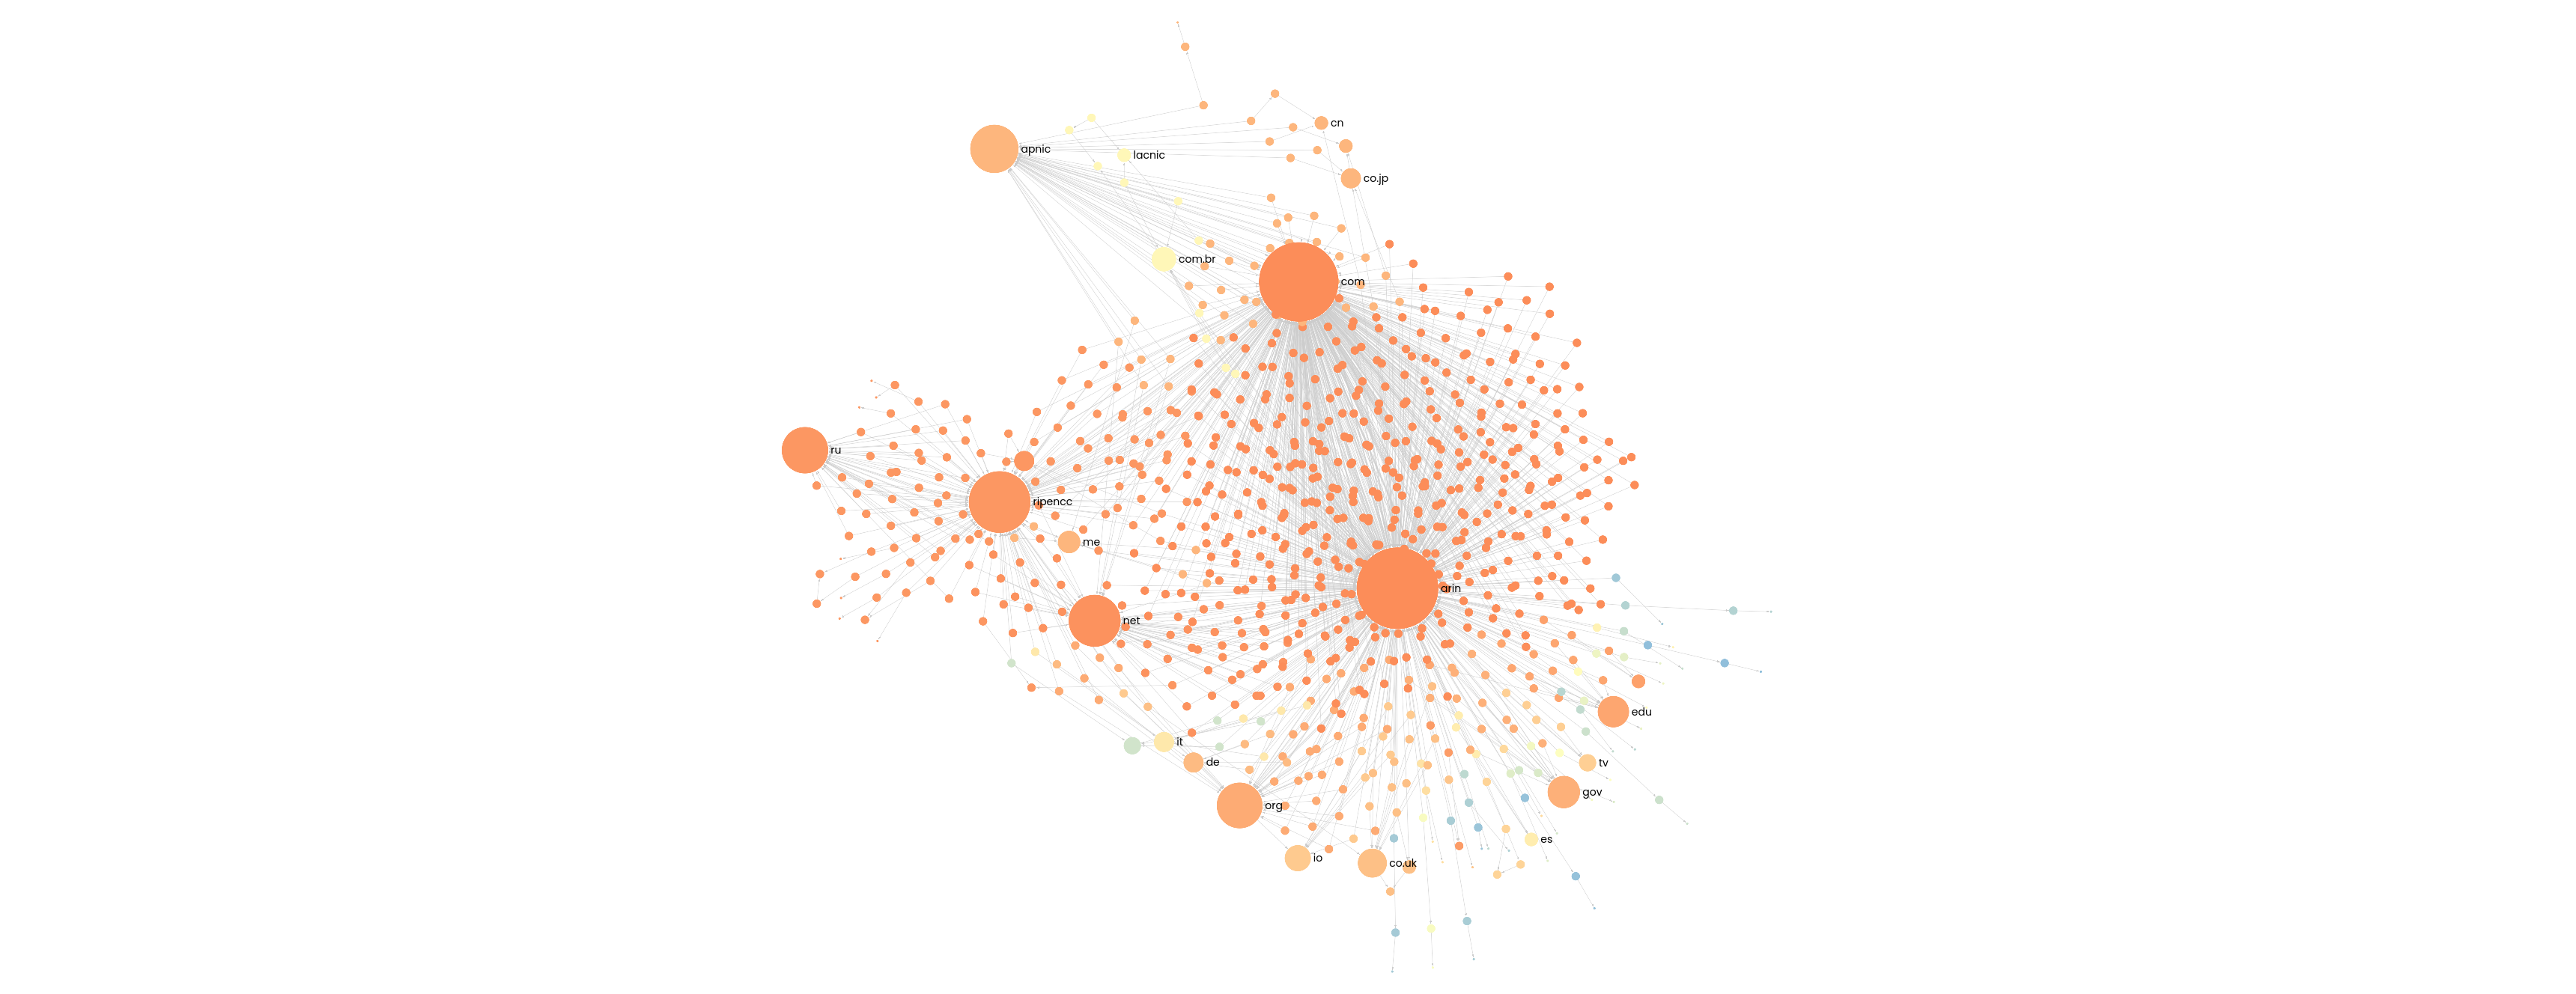 cn
apnic
lacnic
co.jp
com.br
com
ru
ripencc
me
arin
net
edu
it
de
tv
gov
org
es
io
co.uk